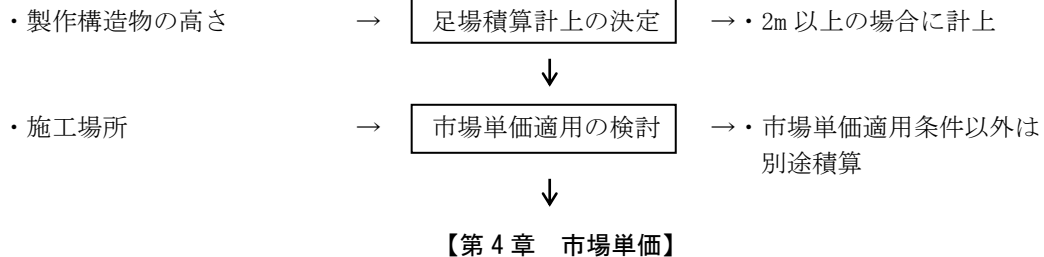 ・製作構造物の高さ → 足場積算計上の決定 →・2m 以上の場合に計上
↓
・施工場所 → 市場単価適用の検討 →・市場単価適用条件以外は
別途積算
↓
【第4章 市場単価】